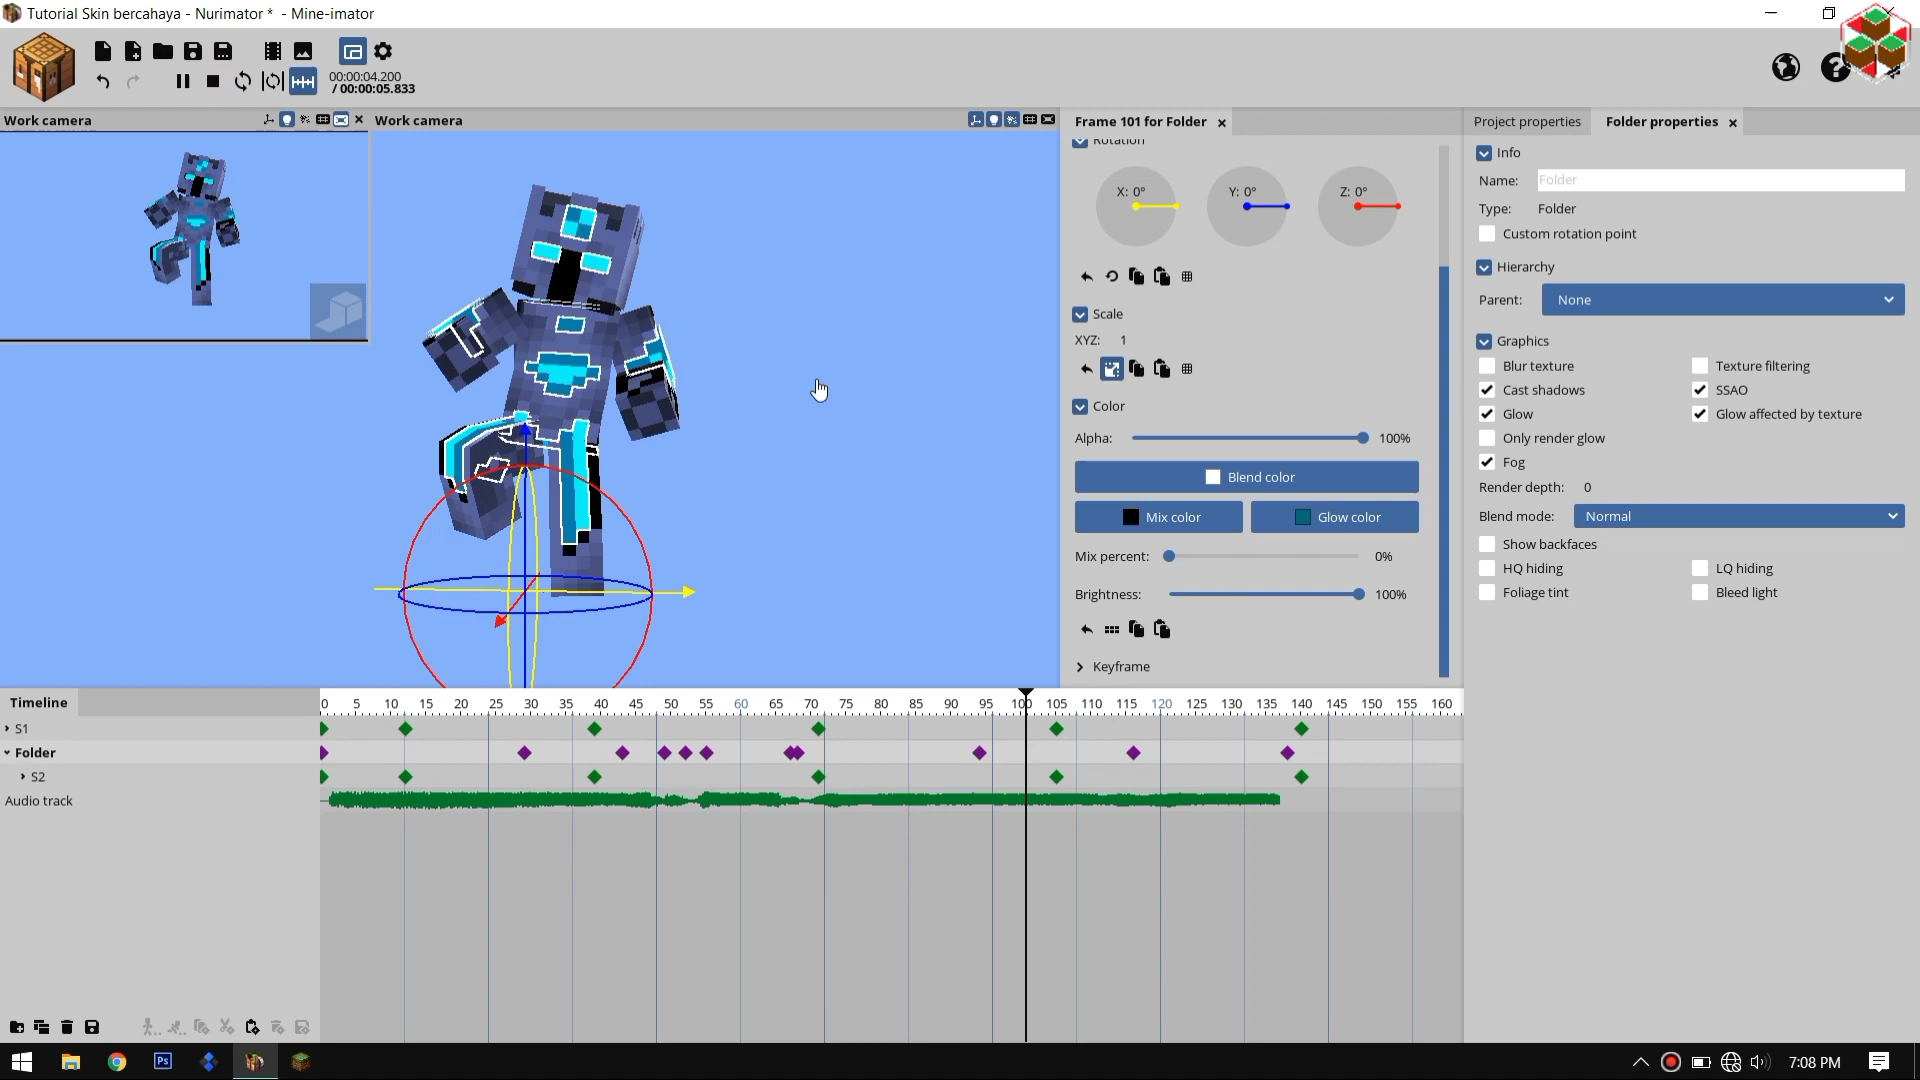 Tutorial Skin bercahaya - Nurimator * - Mine-imator
00:00:04.200
/ 00:00:05.833
Work camera
Work camera
Frame 101 for Folder
Rotation
X: 0°
Y: 0°
Z: 0°
Scale
XYZ: 1
Color
Alpha: 100%
Blend color
Mix color
Glow color
Mix percent: 0%
Brightness: 100%
Keyframe
Project properties
Folder properties
Info
Name: Folder
Type: Folder
Custom rotation point
Hierarchy
Parent: None
Graphics
Blur texture
Texture filtering
Cast shadows
SSAO
Glow
Glow affected by texture
Only render glow
Fog
Render depth: 0
Blend mode: Normal
Show backfaces
HQ hiding
LQ hiding
Foliage tint
Bleed light
Timeline
0 5 10 15 20 25 30 35 40 45 50 55 60 65 70 75 80 85 90 95 100 105 110 115 120 125 130 135 140 145 150 155 160
S1
Folder
S2
Audio track
Ps
7:08 PM